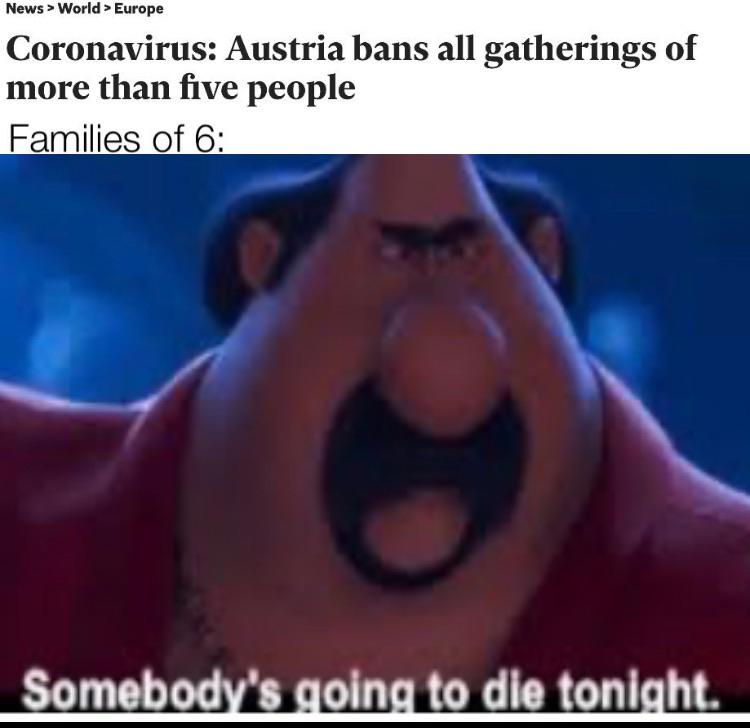 News > World > Europe
Coronavirus: Austria bans all gatherings of
more than five people
Families of 6:
Somebody's going to die tonight.